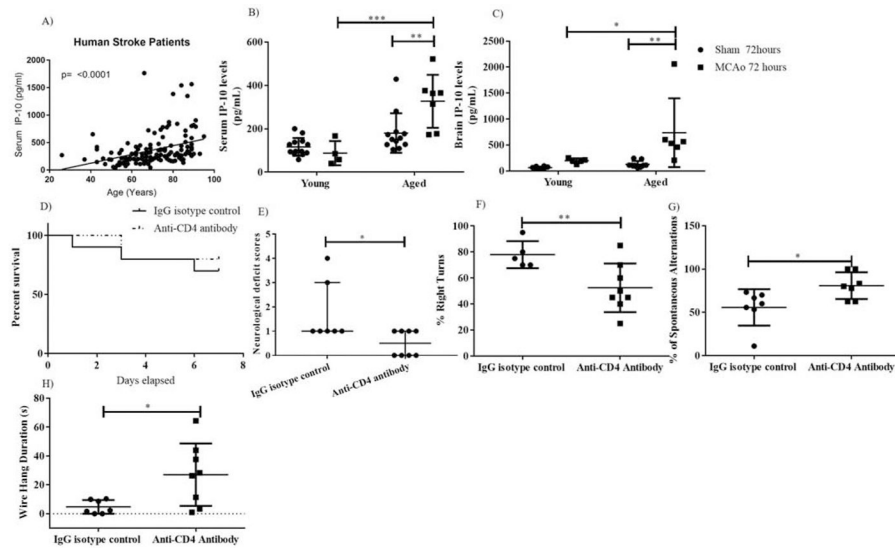 A)
Human Stroke Patients
p= <0.0001
Serum IP-10 (pg/ml)
2000
1500
1000
500
0
20
40
60
80
100
Age (Years)
B)
***
**
Serum IP-10 levels
(pg/mL)
600
400
200
0
Young
Aged
C)
*
**
Brain IP-10 levels
(pg/mL)
2500
2000
1500
1000
500
0
Young
Aged
Sham 72hours
MCAo 72 hours
D)
IgG isotype control
Anti-CD4 antibody
Percent survival
100
50
0
0
2
4
6
8
Days elapsed
E)
*
Neurological deficit scores
5
4
3
2
1
0
IgG isotype control
Anti-CD4 antibody
F)
**
% Right Turns
100
80
60
40
20
0
IgG isotype control
Anti-CD4 Antibody
G)
*
% of Spontaneous Alternations
150
100
50
0
IgG isotype control
Anti-CD4 Antibody
H)
*
Wire Hang Duration (s)
80
60
40
20
0
IgG isotype control
Anti-CD4 Antibody